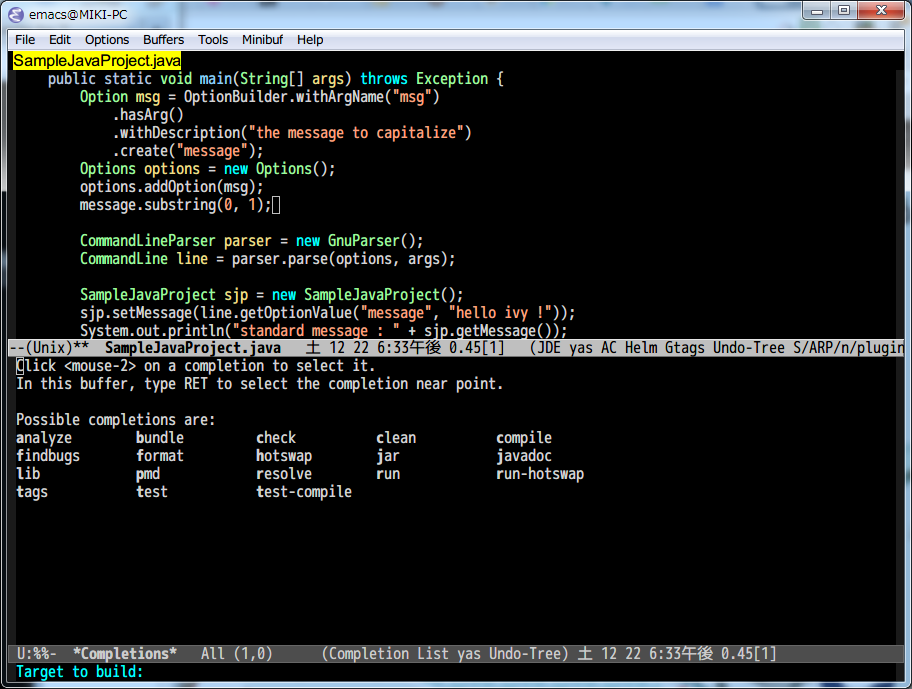 emacs@MIKI-PC
File Edit Options Buffers Tools Minibuf Help
SampleJavaProject.java
    public static void main(String[] args) throws Exception {
        Option msg = OptionBuilder.withArgName("msg")
            .hasArg()
            .withDescription("the message to capitalize")
            .create("message");
        Options options = new Options();
        options.addOption(msg);
        message.substring(0, 1);

        CommandLineParser parser = new GnuParser();
        CommandLine line = parser.parse(options, args);

        SampleJavaProject sjp = new SampleJavaProject();
        sjp.setMessage(line.getOptionValue("message", "hello ivy !"));
        System.out.println("standard message : " + sjp.getMessage());
--(Unix)**  SampleJavaProject.java   土 12 22 6:33午後 0.45[1]   (JDE yas AC Helm Gtags Undo-Tree S/ARP/n/plugin
Click <mouse-2> on a completion to select it.
In this buffer, type RET to select the completion near point.

Possible completions are:
analyze        bundle         check          clean          compile
findbugs       format         hotswap        jar            javadoc
lib            pmd            resolve        run            run-hotswap
tags           test           test-compile
U:%%-  *Completions*   All (1,0)      (Completion List yas Undo-Tree) 土 12 22 6:33午後 0.45[1]
Target to build: